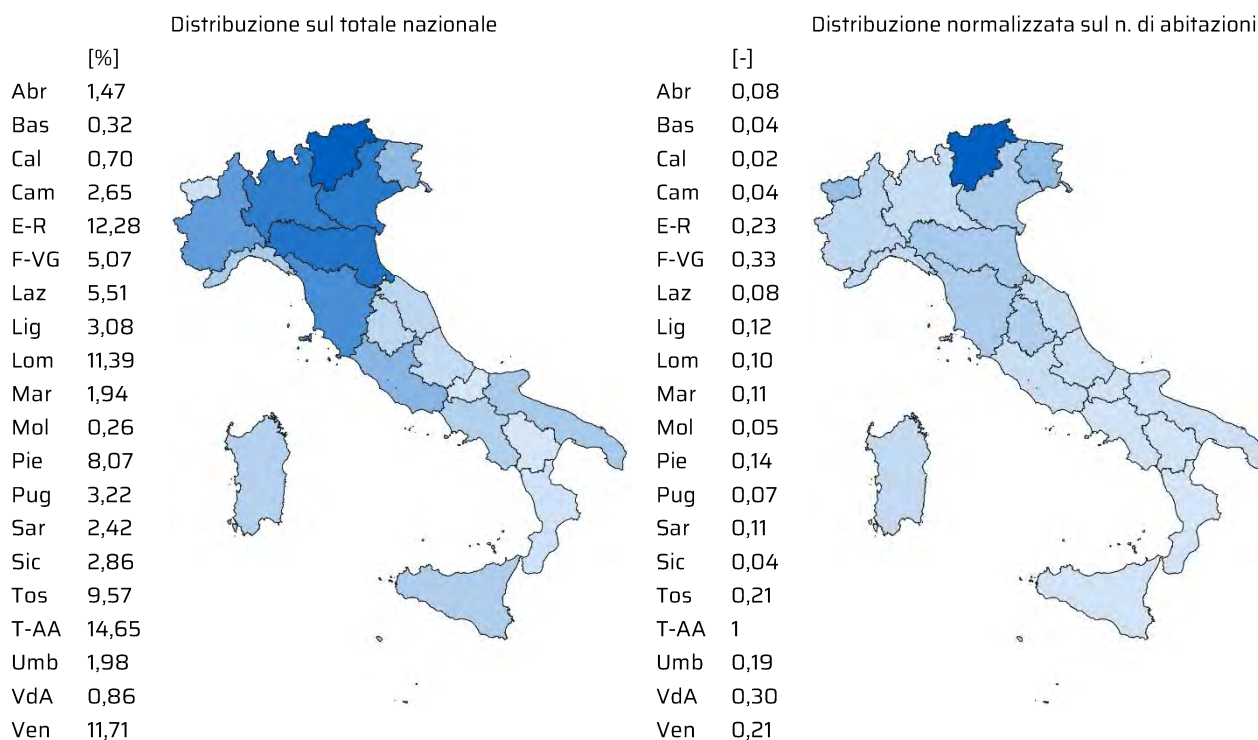 Distribuzione sul totale nazionale
[%]
Abr 1,47
Bas 0,32
Cal 0,70
Cam 2,65
E-R 12,28
F-VG 5,07
Laz 5,51
Lig 3,08
Lom 11,39
Mar 1,94
Mol 0,26
Pie 8,07
Pug 3,22
Sar 2,42
Sic 2,86
Tos 9,57
T-AA 14,65
Umb 1,98
VdA 0,86
Ven 11,71
Distribuzione normalizzata sul n. di abitazioni
[-]
Abr 0,08
Bas 0,04
Cal 0,02
Cam 0,04
E-R 0,23
F-VG 0,33
Laz 0,08
Lig 0,12
Lom 0,10
Mar 0,11
Mol 0,05
Pie 0,14
Pug 0,07
Sar 0,11
Sic 0,04
Tos 0,21
T-AA 1
Umb 0,19
VdA 0,30
Ven 0,21